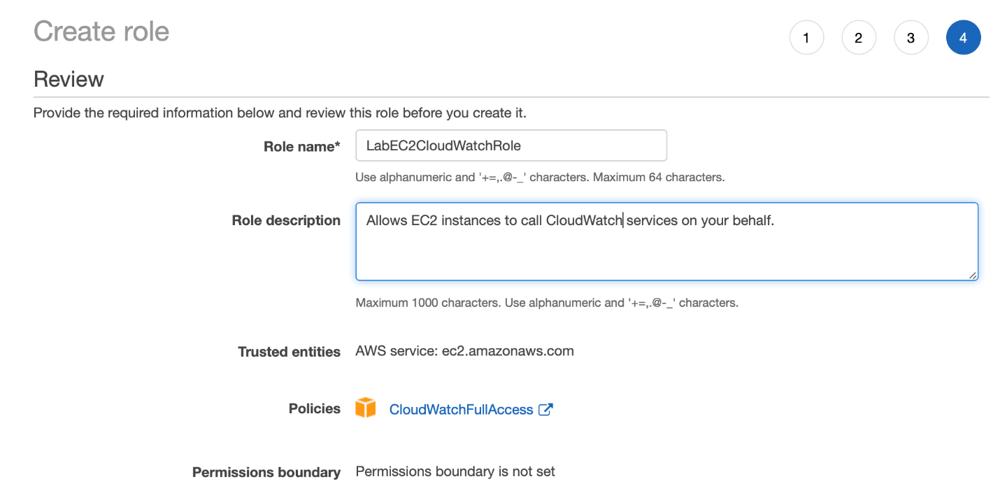 Create role
1 2 3 4
Review
Provide the required information below and review this role before you create it.
Role name* LabEC2CloudWatchRole
Use alphanumeric and '+=,.@-_' characters. Maximum 64 characters.
Role description Allows EC2 instances to call CloudWatch services on your behalf.
Maximum 1000 characters. Use alphanumeric and '+=,.@-_' characters.
Trusted entities AWS service: ec2.amazonaws.com
Policies CloudWatchFullAccess
Permissions boundary Permissions boundary is not set